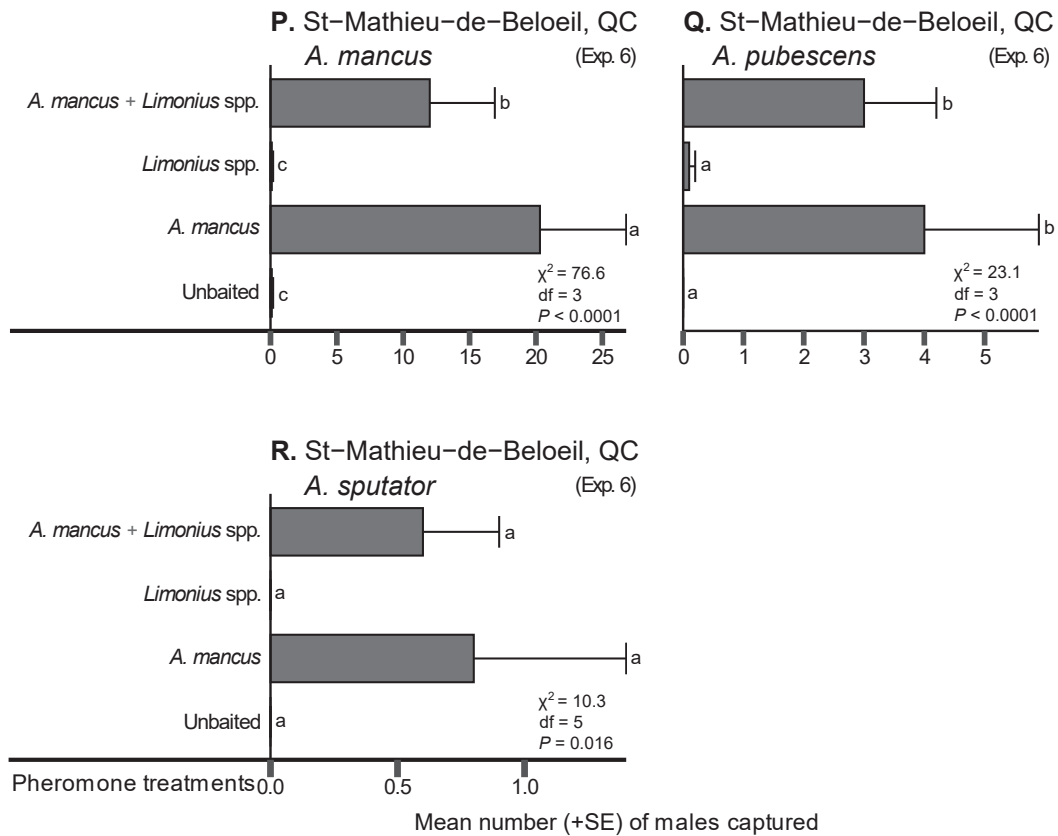 P. St−Mathieu−de−Beloeil, QC
A. mancus (Exp. 6)
A. mancus + Limonius spp. b
Limonius spp. c
A. mancus a
Unbaited c
χ² = 76.6
df = 3
P < 0.0001
0 5 10 15 20 25
Q. St−Mathieu−de−Beloeil, QC
A. pubescens (Exp. 6)
b
a
b
a
χ² = 23.1
df = 3
P < 0.0001
0 1 2 3 4 5
R. St−Mathieu−de−Beloeil, QC
A. sputator (Exp. 6)
A. mancus + Limonius spp. a
Limonius spp. a
A. mancus a
Unbaited a
χ² = 10.3
df = 5
P = 0.016
Pheromone treatments 0.0 0.5 1.0
Mean number (+SE) of males captured